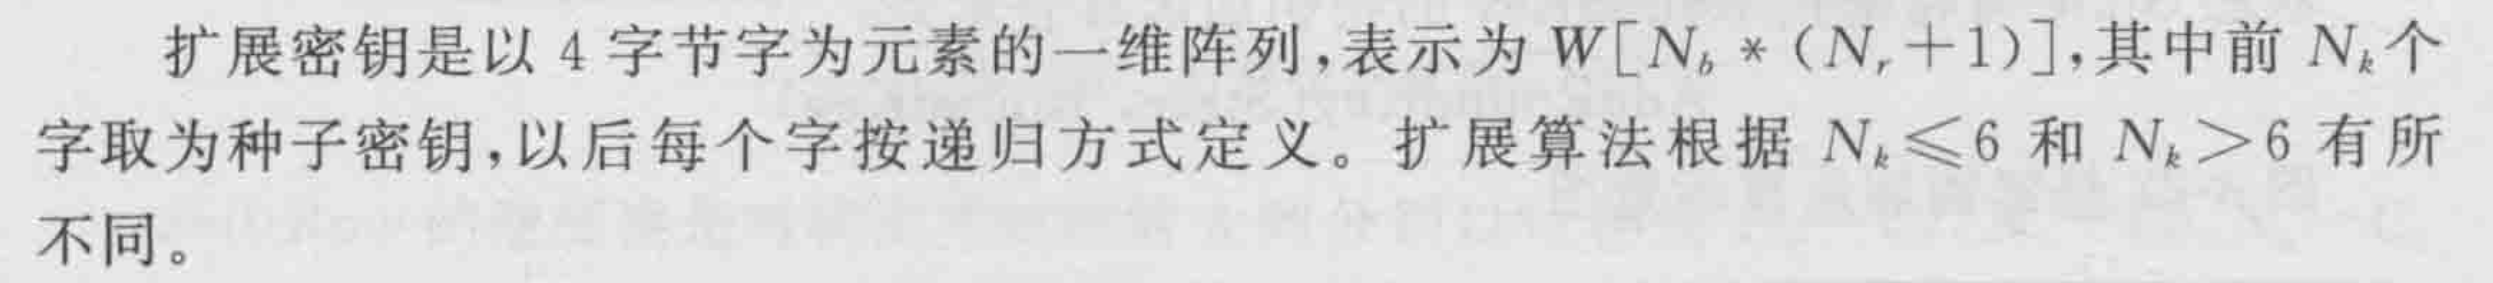 扩展密钥是以 4 字节字为元素的一维阵列,表示为 W[N_b * (N_r+1)],其中前 N_k个
字取为种子密钥,以后每个字按递归方式定义。扩展算法根据 N_k≤6 和 N_k>6 有所
不同。